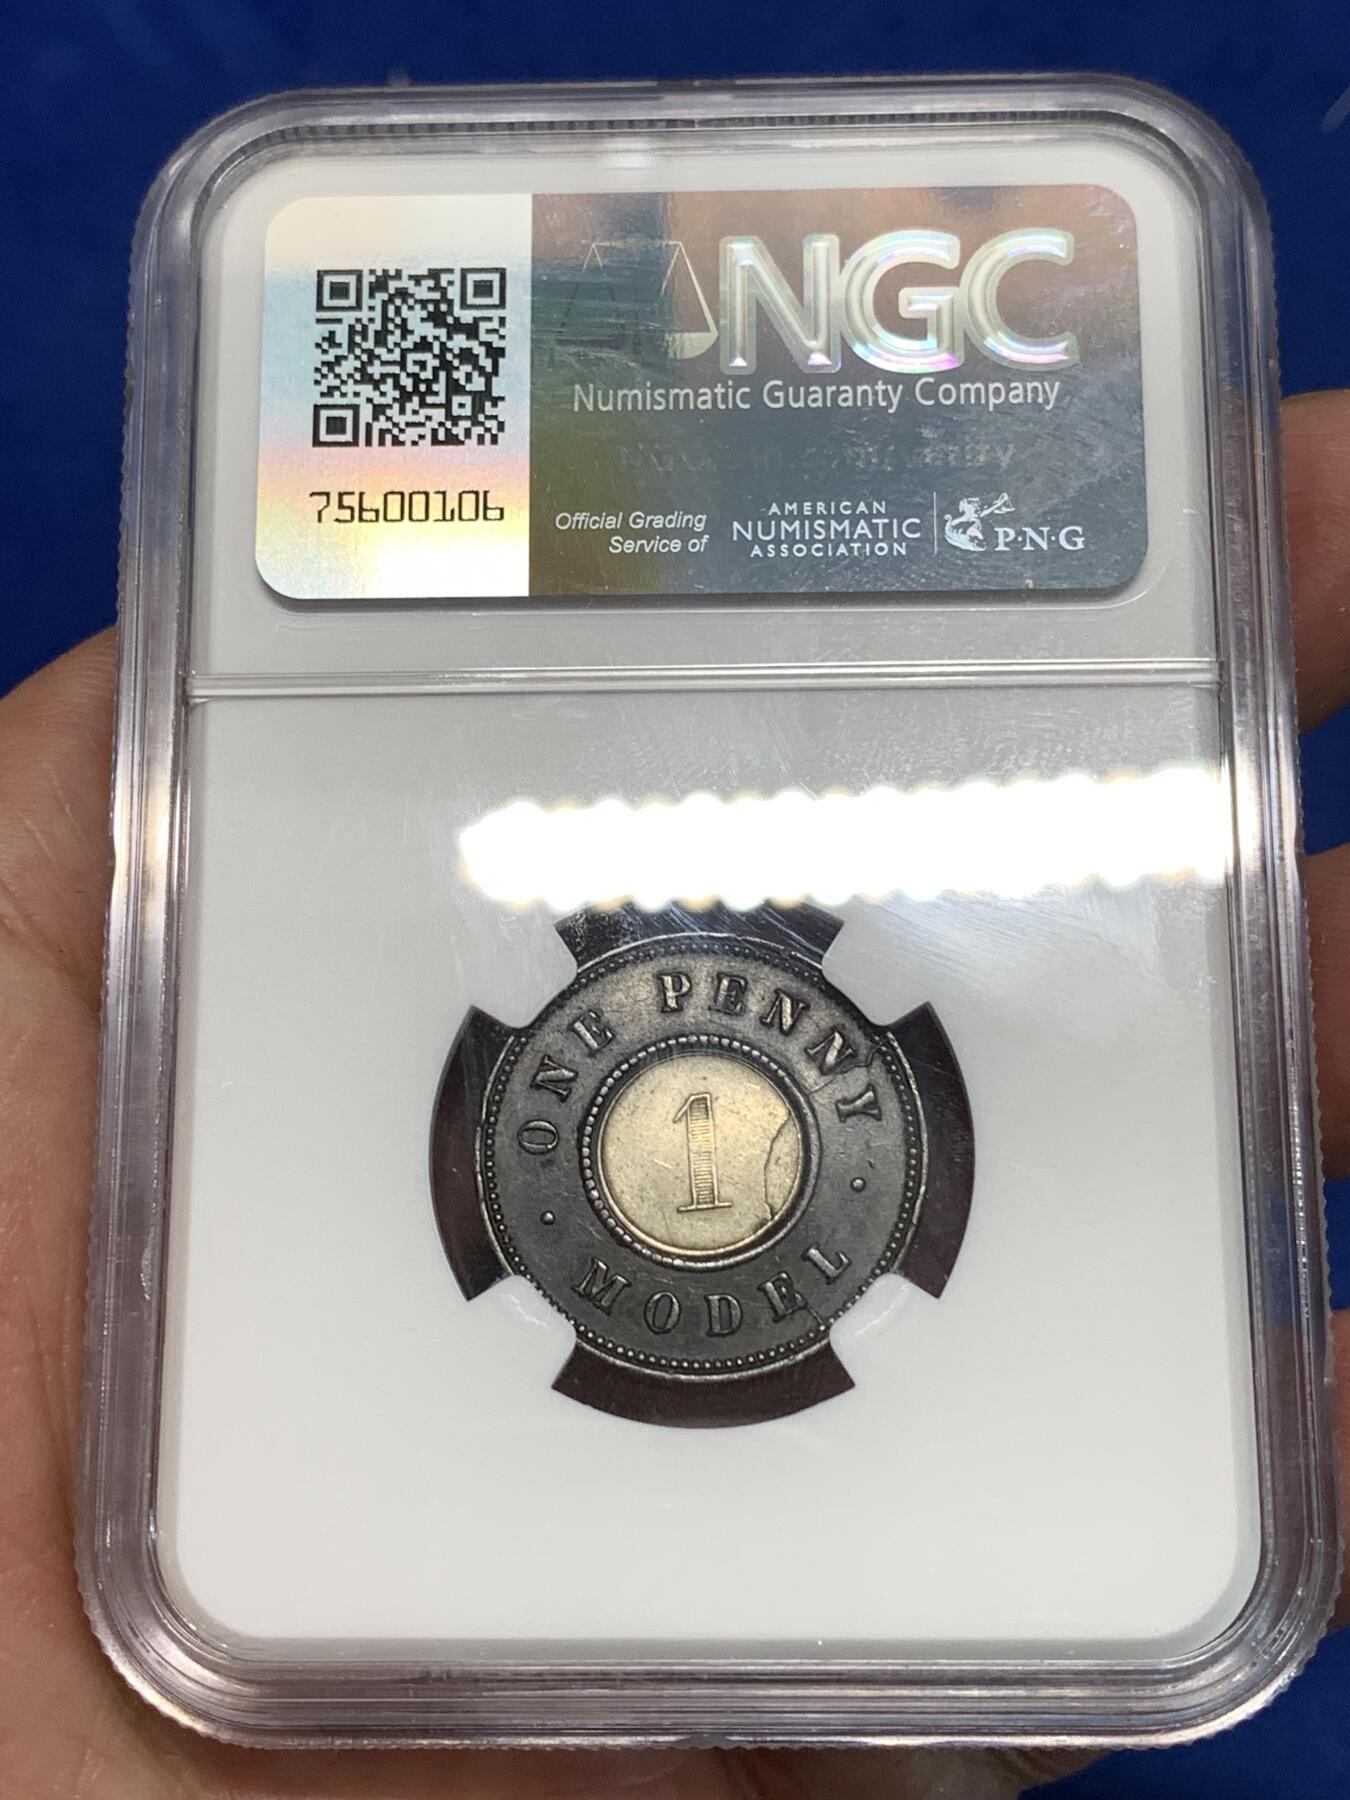 NGC
Numismatic Guaranty Company
75600106
Official Grading
Service of
AMERICAN
NUMISMATIC
ASSOCIATION
P·N·G
ONE PENNY
1
· MODEL ·